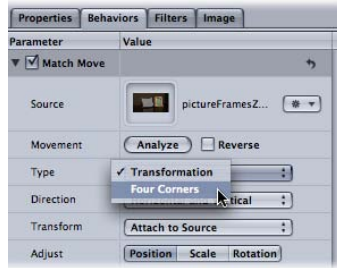 Properties Behaviors Filters Image
Parameter Value
Match Move
Source pictureFramesZ...
Movement Analyze Reverse
Type ✓ Transformation
Four Corners
Direction
Transform Attach to Source
Adjust Position Scale Rotation